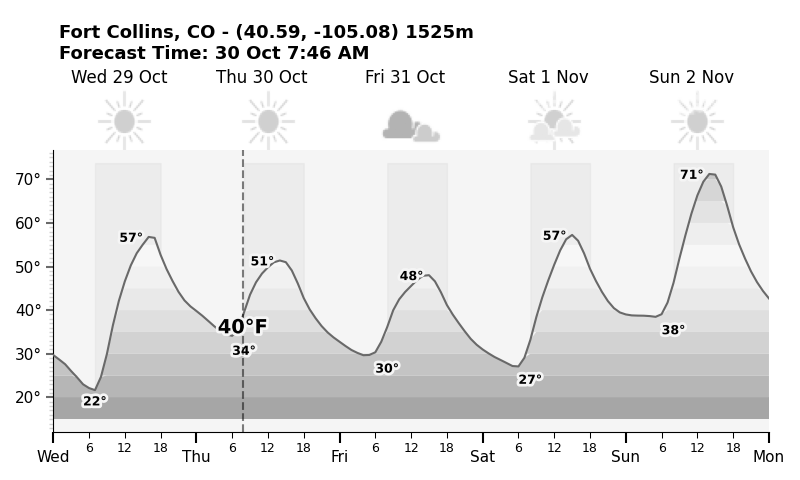 Fort Collins, CO - (40.59, -105.08) 1525m
Forecast Time: 30 Oct 7:46 AM
Wed 29 Oct Thu 30 Oct Fri 31 Oct Sat 1 Nov Sun 2 Nov
70°
60°
50°
40°
30°
20°
57°
51°
48°
57°
71°
40°F
34°
22°
30°
27°
38°
6 12 18 6 12 18 6 12 18 6 12 18 6 12 18
Wed Thu Fri Sat Sun Mon